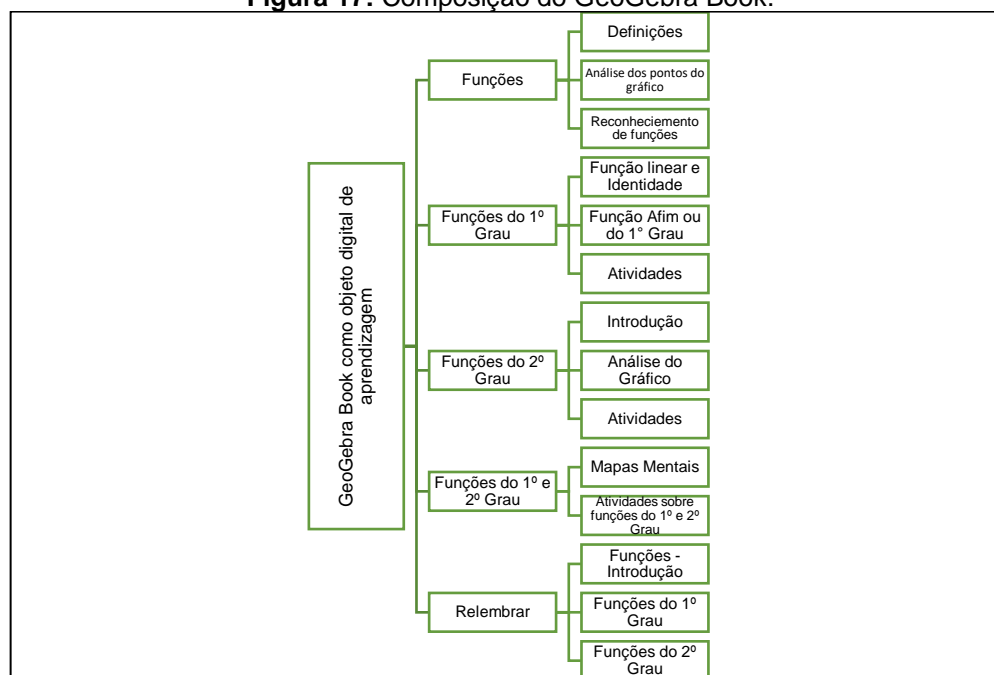 Figura 17: Composição do GeoGebra Book.
GeoGebra Book como objeto digital de
aprendizagem
Funções
Definições
Análise dos pontos do
gráfico
Reconheciemento
de funções
Funções do 1º
Grau
Função linear e
Identidade
Função Afim ou
do 1° Grau
Atividades
Funções do 2º
Grau
Introdução
Análise do
Gráfico
Atividades
Funções do 1º e
2º Grau
Mapas Mentais
Atividades sobre
funções do 1º e 2º
Grau
Relembrar
Funções -
Introdução
Funções do 1º
Grau
Funções do 2º
Grau